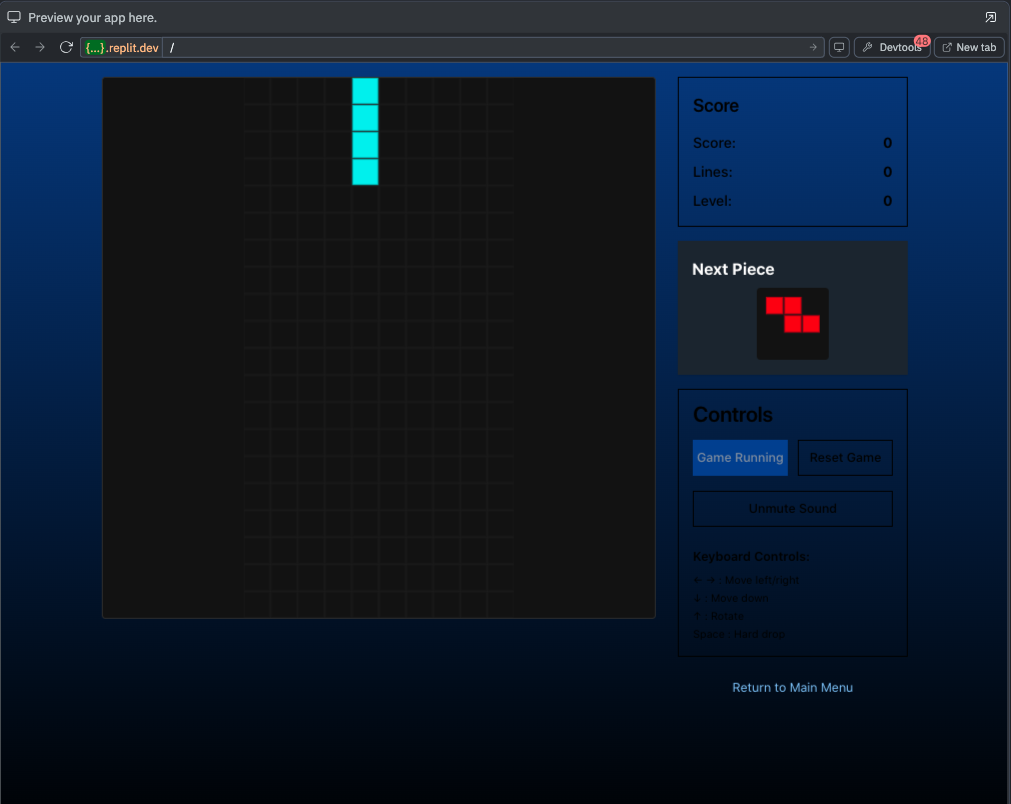 Preview your app here.
{...}.replit.dev /
48
Devtools
New tab
Score
Score: 0
Lines: 0
Level: 0
Next Piece
Controls
Game Running Reset Game
Unmute Sound
Keyboard Controls:
← → : Move left/right
↓ : Move down
↑ : Rotate
Space : Hard drop
Return to Main Menu